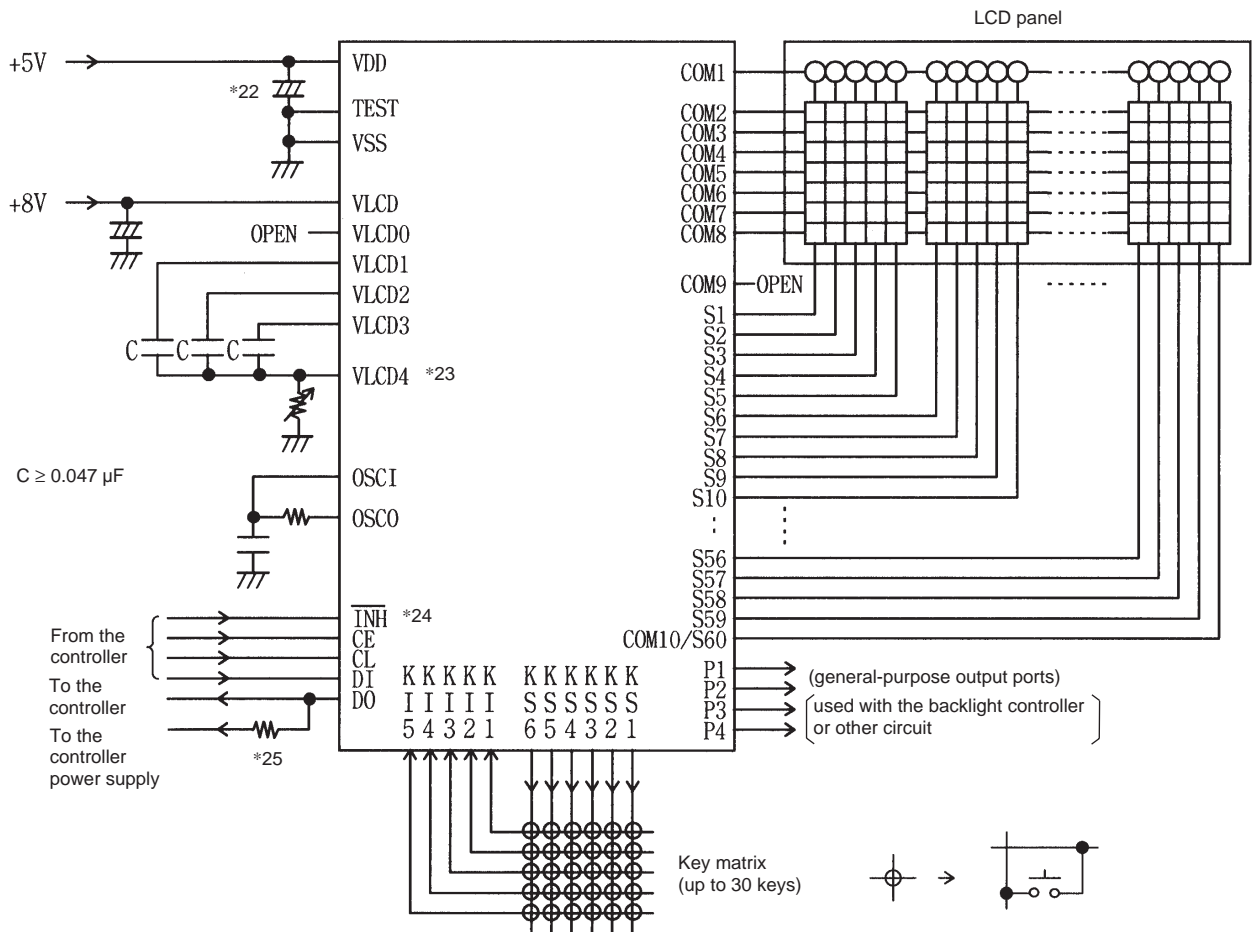 LCD panel
+5V
VDD
COM1
*22
TEST
COM2
VSS
COM3
COM4
COM5
COM6
+8V
VLCD
COM7
OPEN
VLCD0
COM8
VLCD1
COM9
OPEN
VLCD2
S1
VLCD3
S2
C
C
C
S3
VLCD4
*23
S4
S5
S6
S7
S8
C ≥ 0.047 µF
OSCI
S9
S10
OSCO
S56
S57
S58
INH
*24
S59
From the
controller
CE
COM10/S60
CL
P1
(general-purpose output ports)
DI
P2
To the
controller
DO
P3
used with the backlight controller
or other circuit
P4
To the
controller
power supply
*25
K K K K K
I I I I I
5 4 3 2 1
K K K K K K
S S S S S S
6 5 4 3 2 1
Key matrix
(up to 30 keys)